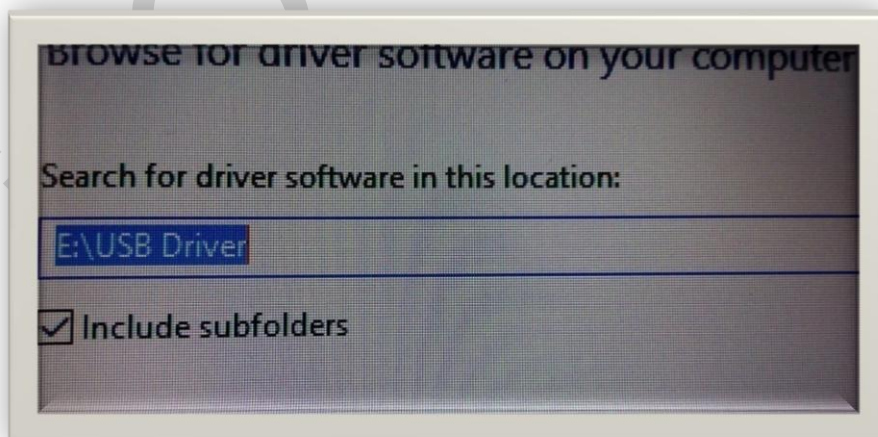 Browse for driver software on your computer
Search for driver software in this location:
E:\USB Driver
Include subfolders